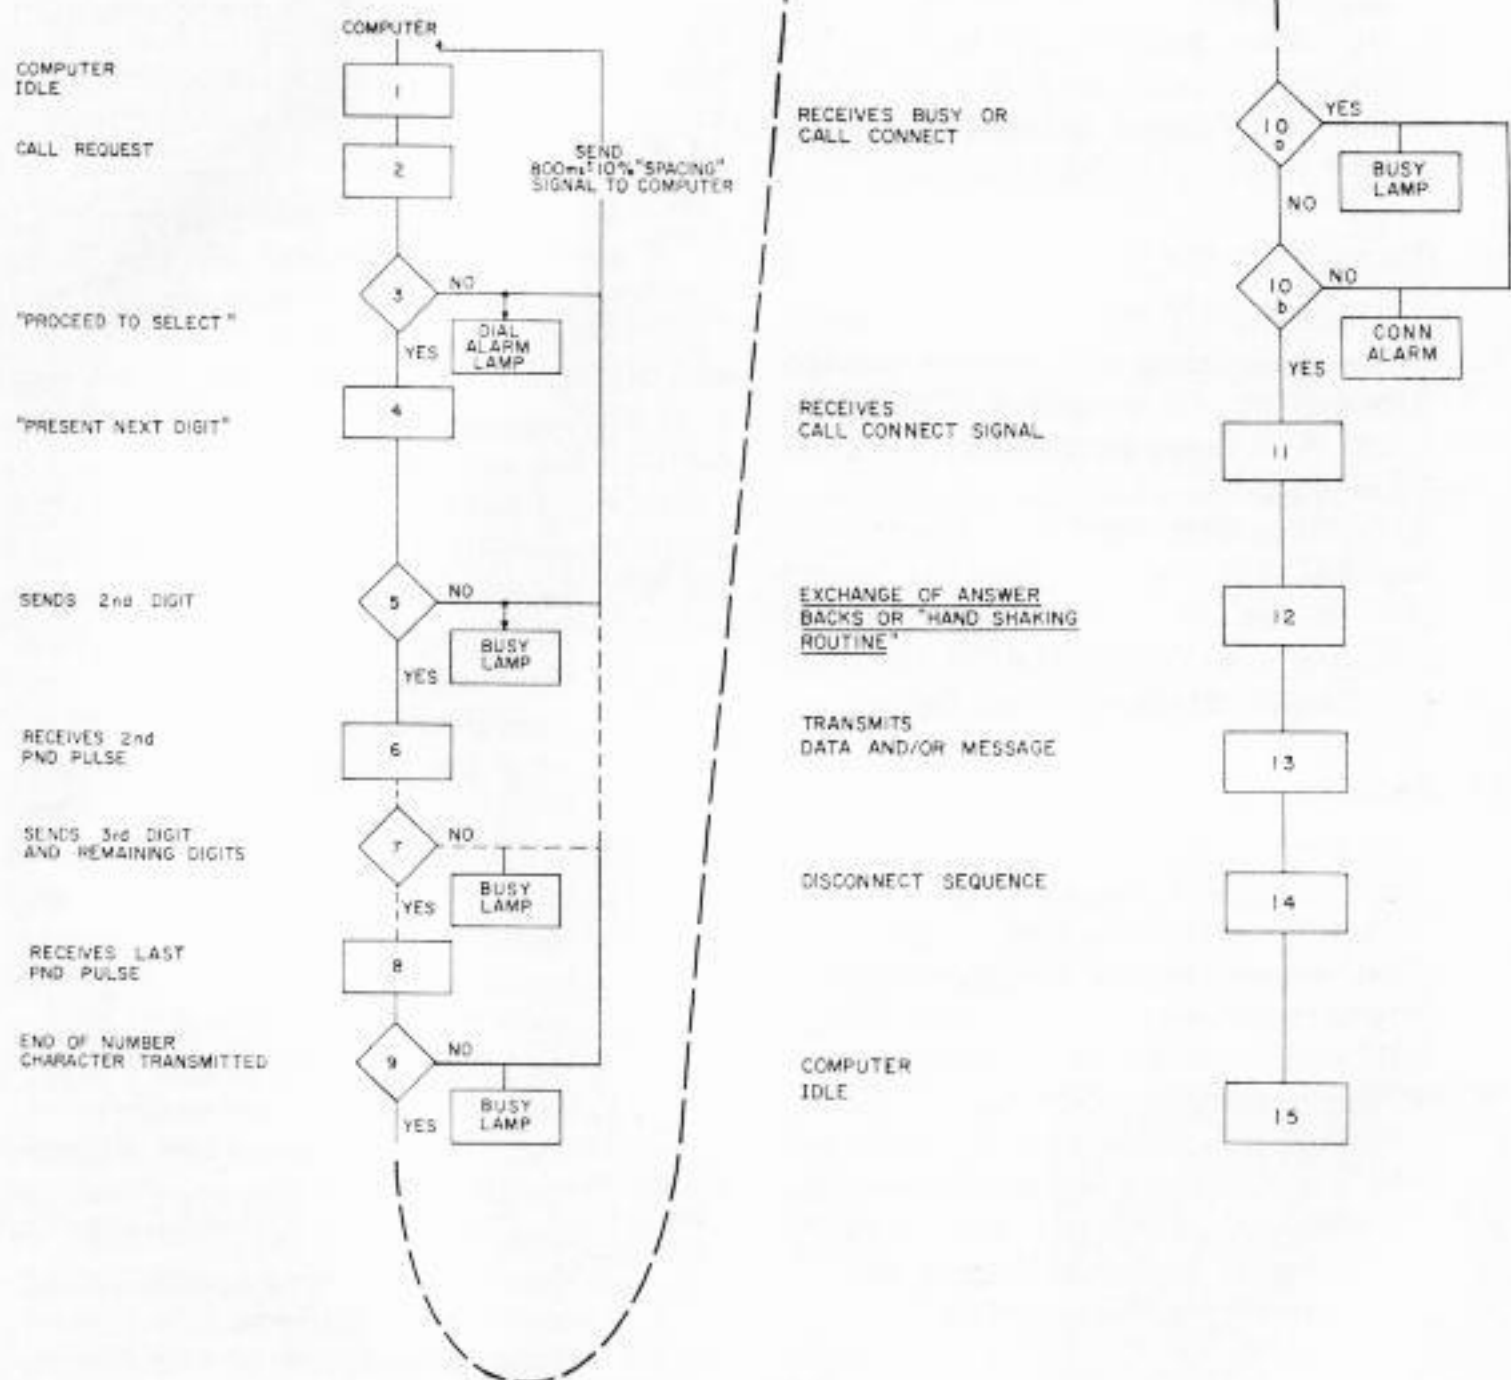 COMPUTER
COMPUTER
IDLE
1
CALL REQUEST
2
SEND
800ms±10% "SPACING"
SIGNAL TO COMPUTER
3
NO
"PROCEED TO SELECT"
YES
DIAL
ALARM
LAMP
4
"PRESENT NEXT DIGIT"
SENDS 2nd DIGIT
5
NO
YES
BUSY
LAMP
RECEIVES 2nd
PND PULSE
6
SENDS 3rd DIGIT
AND REMAINING DIGITS
7
NO
YES
BUSY
LAMP
RECEIVES LAST
PND PULSE
8
END OF NUMBER
CHARACTER TRANSMITTED
9
NO
YES
BUSY
LAMP
RECEIVES BUSY OR
CALL CONNECT
10
a
YES
BUSY
LAMP
NO
10
b
NO
CONN
ALARM
YES
RECEIVES
CALL CONNECT SIGNAL
11
EXCHANGE OF ANSWER
BACKS OR "HAND SHAKING
ROUTINE"
12
TRANSMITS
DATA AND/OR MESSAGE
13
DISCONNECT SEQUENCE
14
COMPUTER
IDLE
15